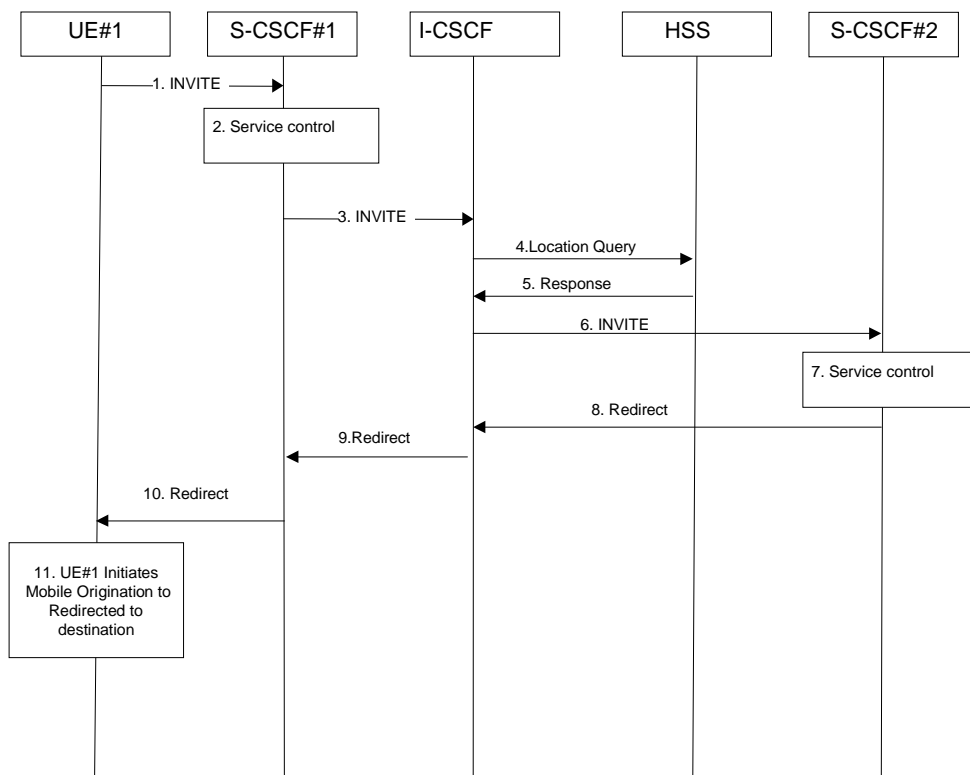 UE#1
S-CSCF#1
I-CSCF
HSS
S-CSCF#2
1. INVITE
2. Service control
3. INVITE
4.Location Query
5. Response
6. INVITE
7. Service control
8. Redirect
9.Redirect
10. Redirect
11. UE#1 Initiates
Mobile Origination to
Redirected to
destination